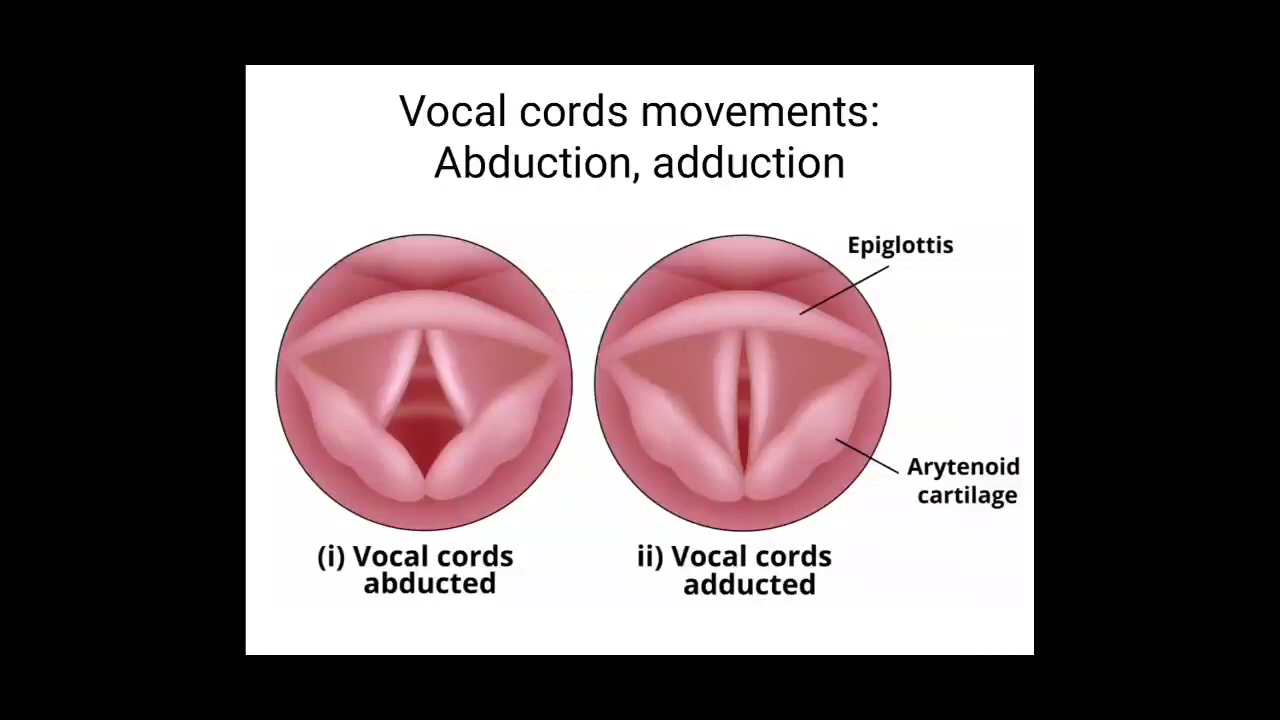 Vocal cords movements:
Abduction, adduction
Epiglottis
Arytenoid
cartilage
(i) Vocal cords
abducted
ii) Vocal cords
adducted